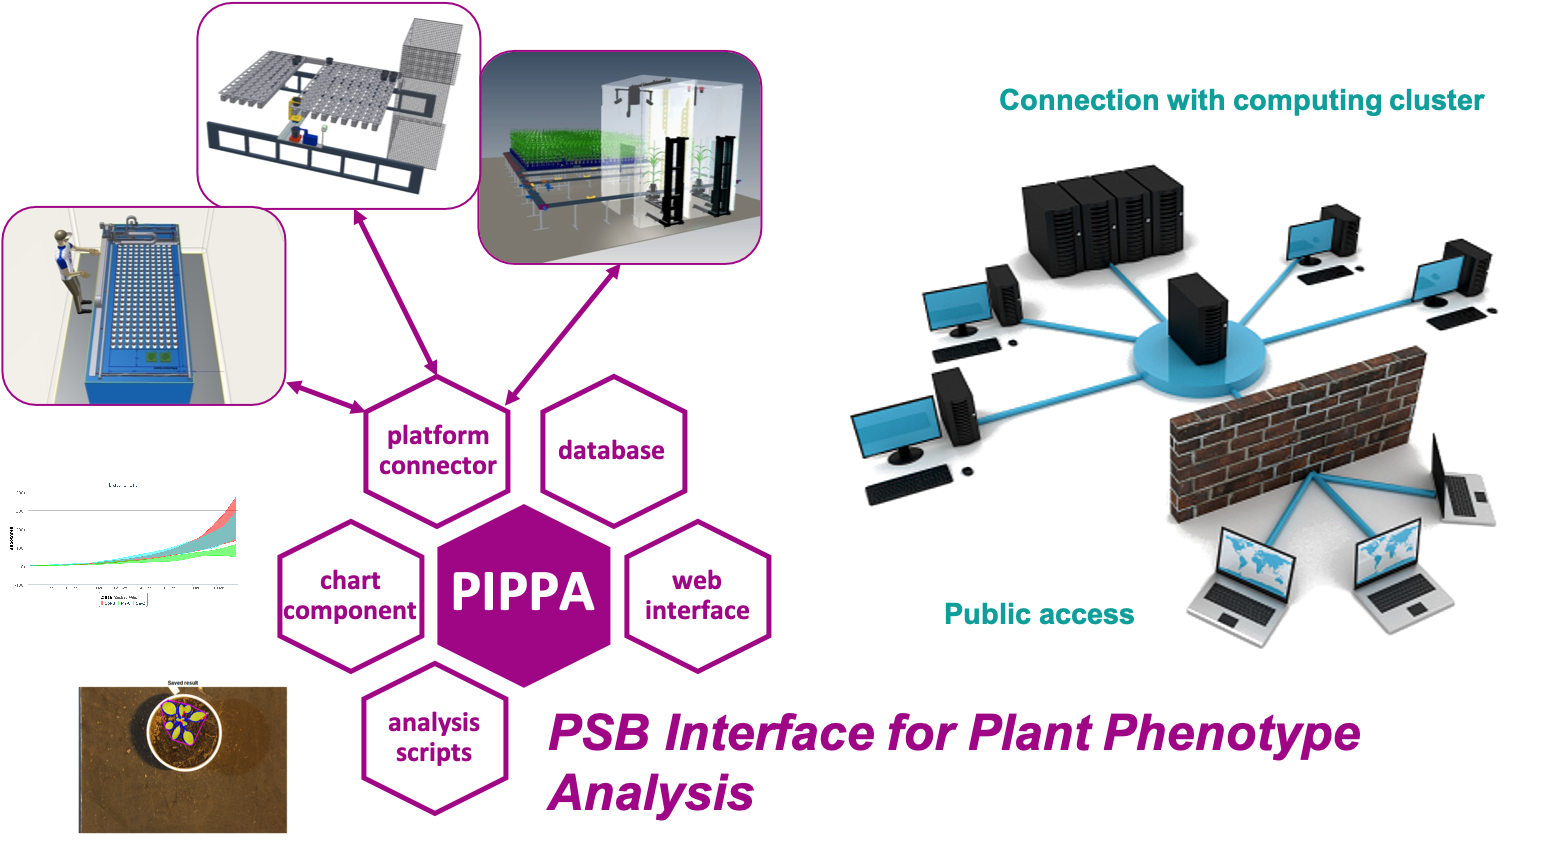 Connection with computing cluster
platform
connector
database
chart
component
PIPPA
web
interface
Public access
Saved result
analysis
scripts
PSB Interface for Plant Phenotype
Analysis